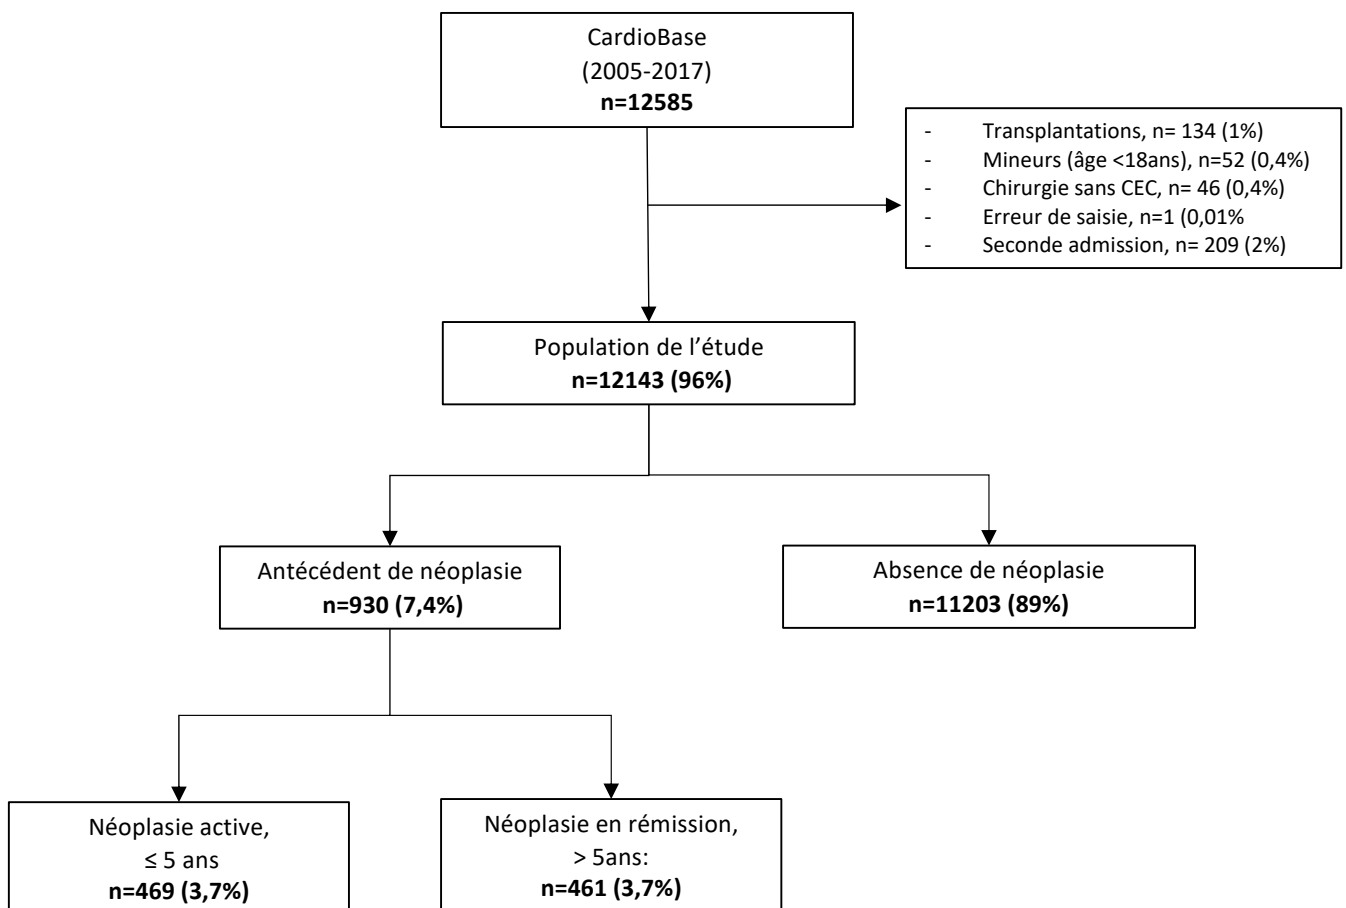 CardioBase
(2005-2017)
n=12585
- Transplantations, n= 134 (1%)
- Mineurs (âge <18ans), n=52 (0,4%)
- Chirurgie sans CEC, n= 46 (0,4%)
- Erreur de saisie, n=1 (0,01%
- Seconde admission, n= 209 (2%)
Population de l’étude
n=12143 (96%)
Antécédent de néoplasie
n=930 (7,4%)
Absence de néoplasie
n=11203 (89%)
Néoplasie active,
≤ 5 ans
n=469 (3,7%)
Néoplasie en rémission,
> 5ans:
n=461 (3,7%)